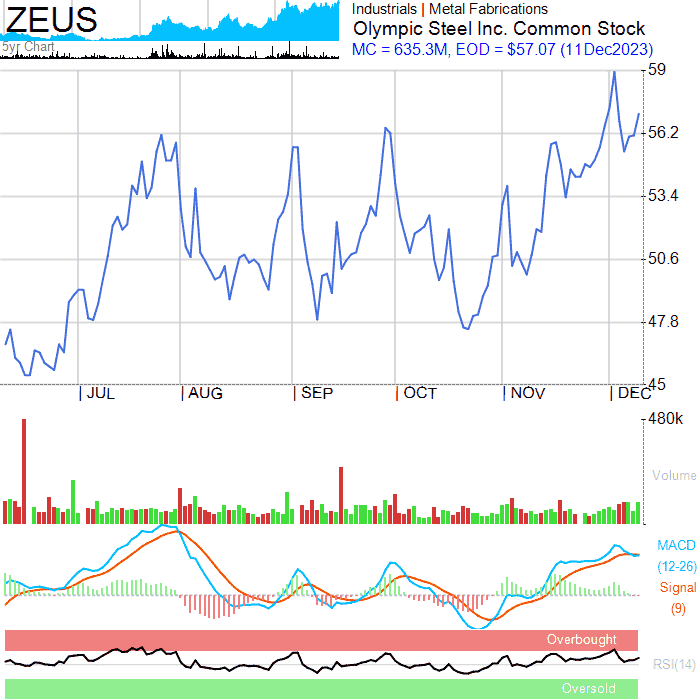 ZEUS
5yr Chart
Industrials | Metal Fabrications
Olympic Steel Inc. Common Stock
MC = 635.3M, EOD = $57.07 (11Dec2023)
59
56.2
53.4
50.6
47.8
45
| JUL | AUG | SEP | OCT | NOV | DEC
480k
Volume
MACD
(12-26)
Signal
(9)
Overbought
RSI(14)
Oversold